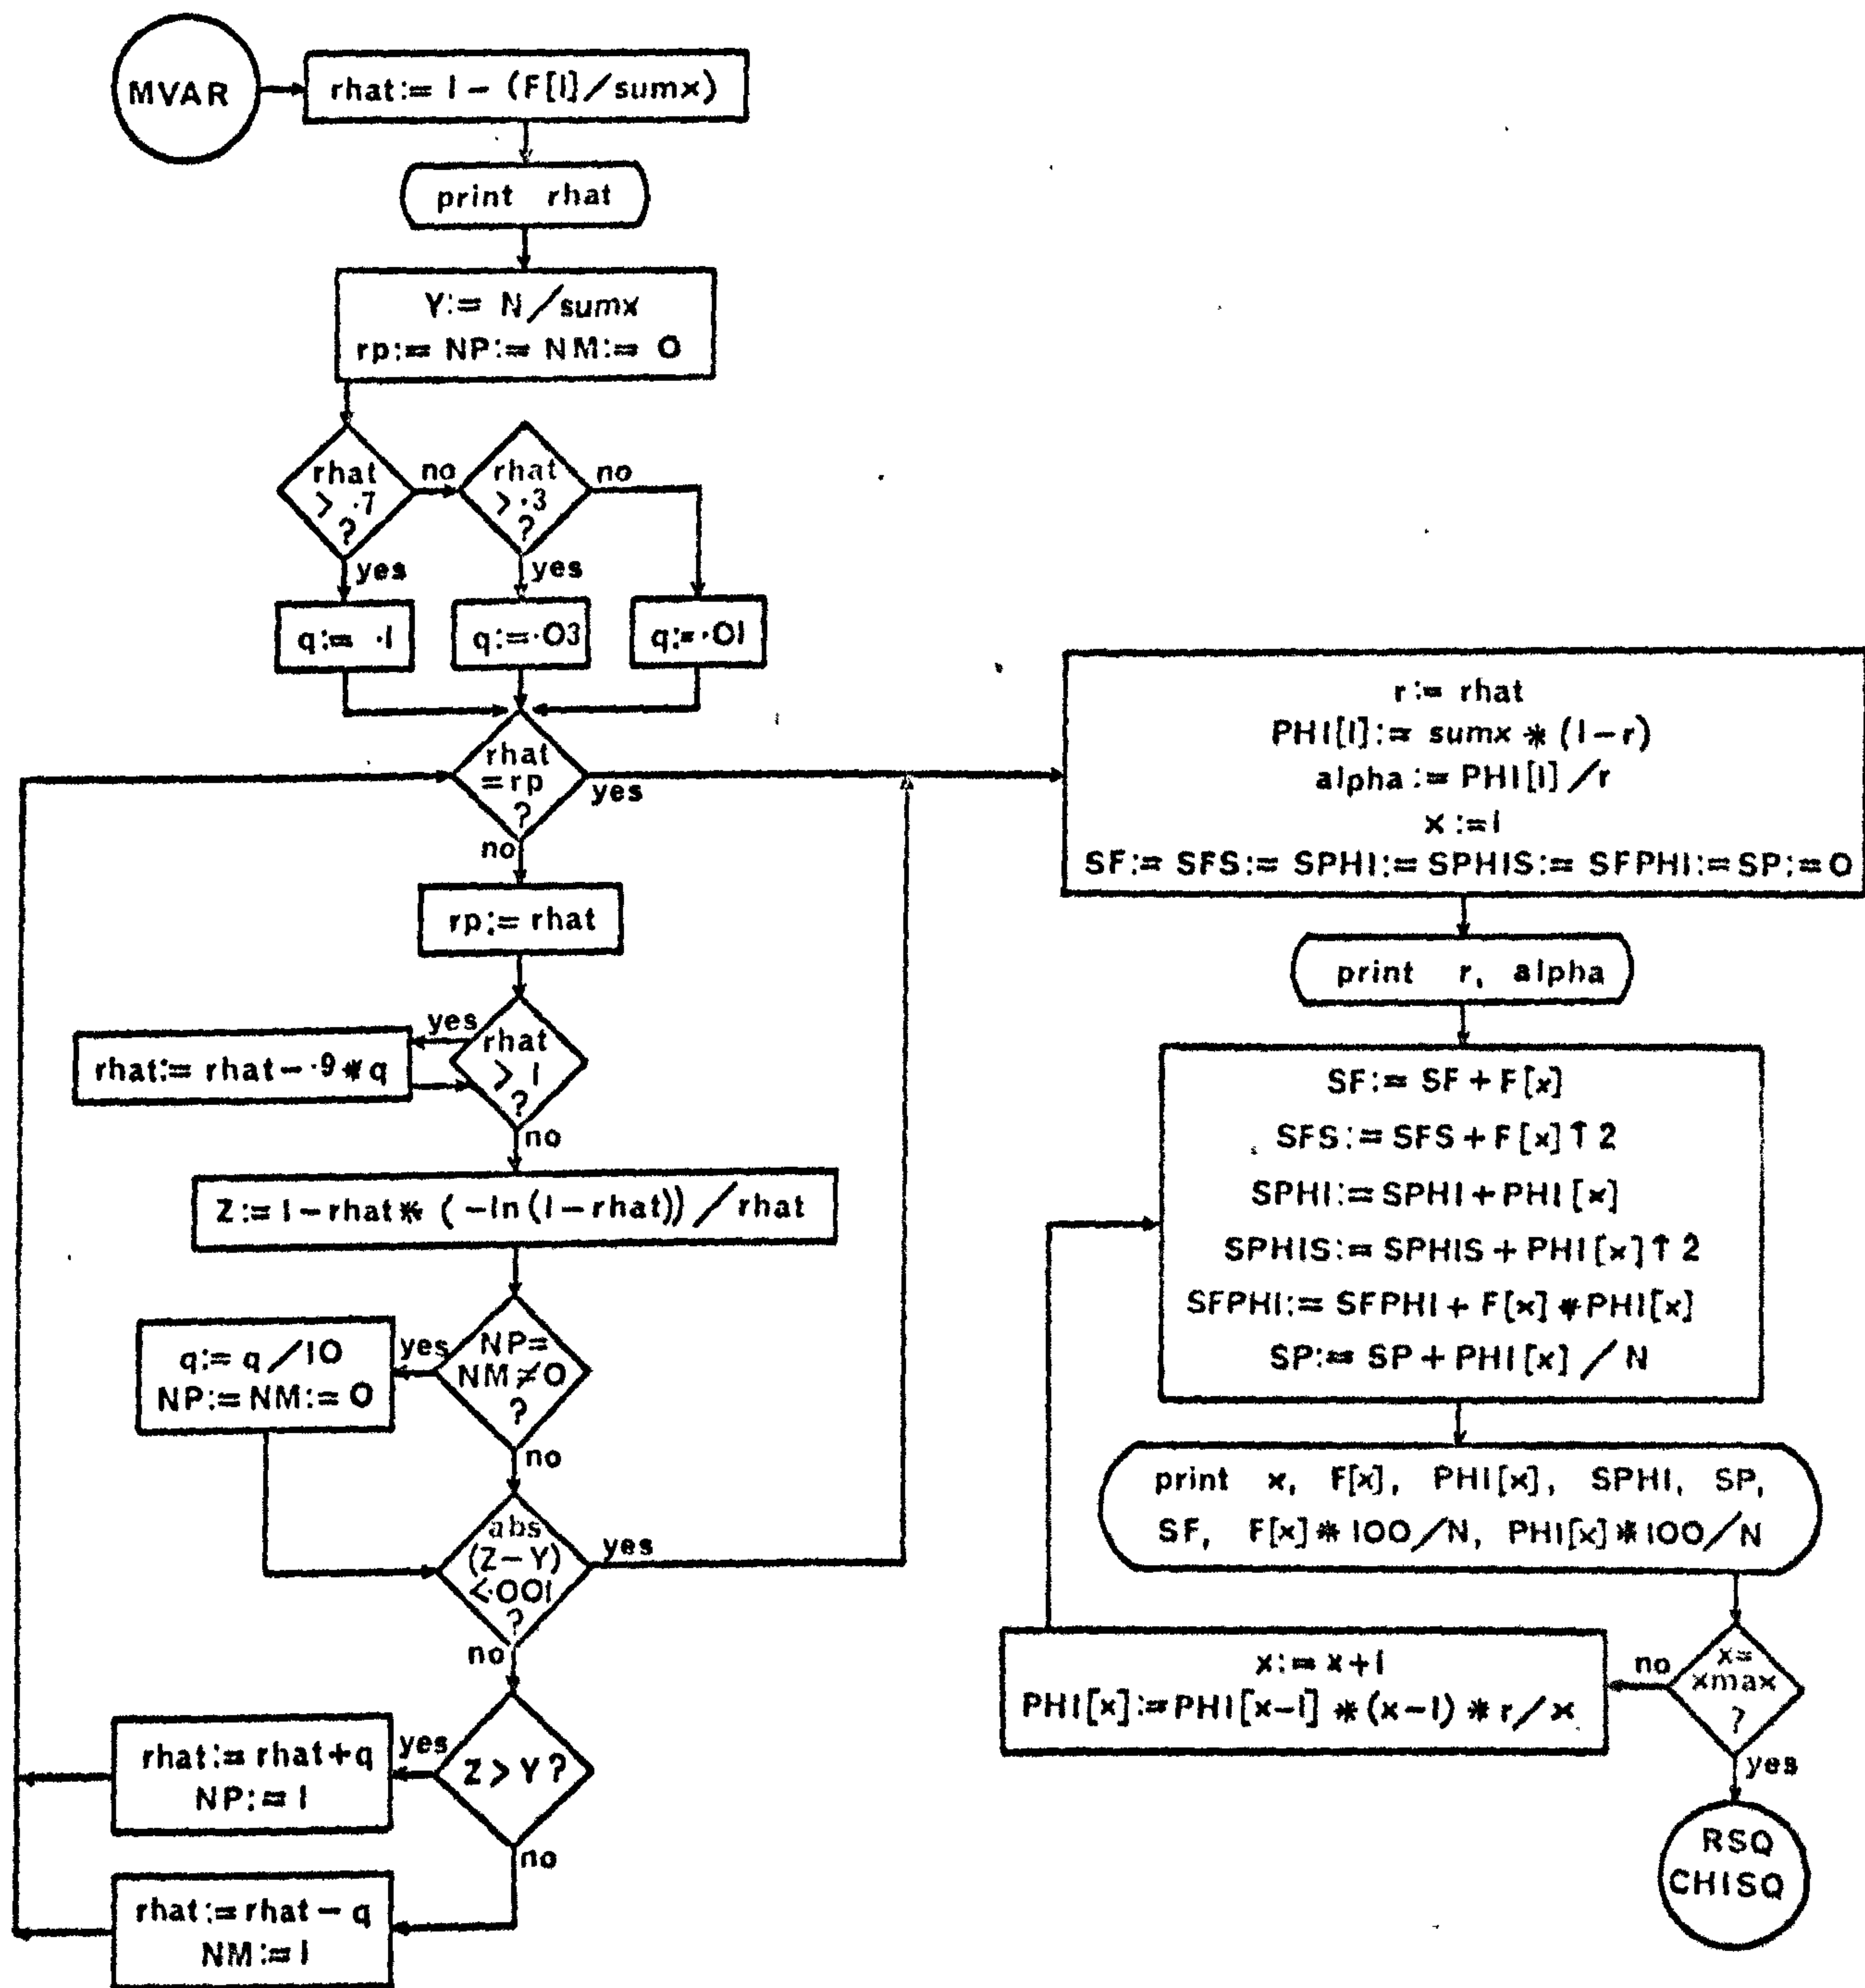 MVAR
rhat:= 1 - (F[1]/sumx)
print rhat
Y:= N/sumx
rp:= NP:= NM:= 0
rhat
> .7
?
no
rhat
> .3
?
no
yes
yes
q:= .1
q:= .03
q:= .01
rhat
= rp
?
yes
no
rp:= rhat
yes
rhat
> 1
?
rhat:= rhat - .9 * q
no
Z:= 1 - rhat * (-ln(1 - rhat))/rhat
NP=
NM≠0
?
yes
q:= q/10
NP:= NM:= 0
no
abs
(Z-Y)
<.001
?
yes
no
Z > Y?
yes
rhat:= rhat + q
NP:= 1
no
rhat:= rhat - q
NM:= 1
r:= rhat
PHI[1]:= sumx * (1-r)
alpha:= PHI[1]/r
x:= 1
SF:= SFS:= SPHI:= SPHIS:= SFPHI:= SP:= 0
print r, alpha
SF:= SF + F[x]
SFS:= SFS + F[x]↑2
SPHI:= SPHI + PHI[x]
SPHIS:= SPHIS + PHI[x]↑2
SFPHI:= SFPHI + F[x] * PHI[x]
SP:= SP + PHI[x]/N
print x, F[x], PHI[x], SPHI, SP,
SF, F[x] * 100/N, PHI[x] * 100/N
x=
xmax
?
no
x:= x+1
PHI[x]:= PHI[x-1] * (x-1) * r/x
yes
RSQ
CHISQ